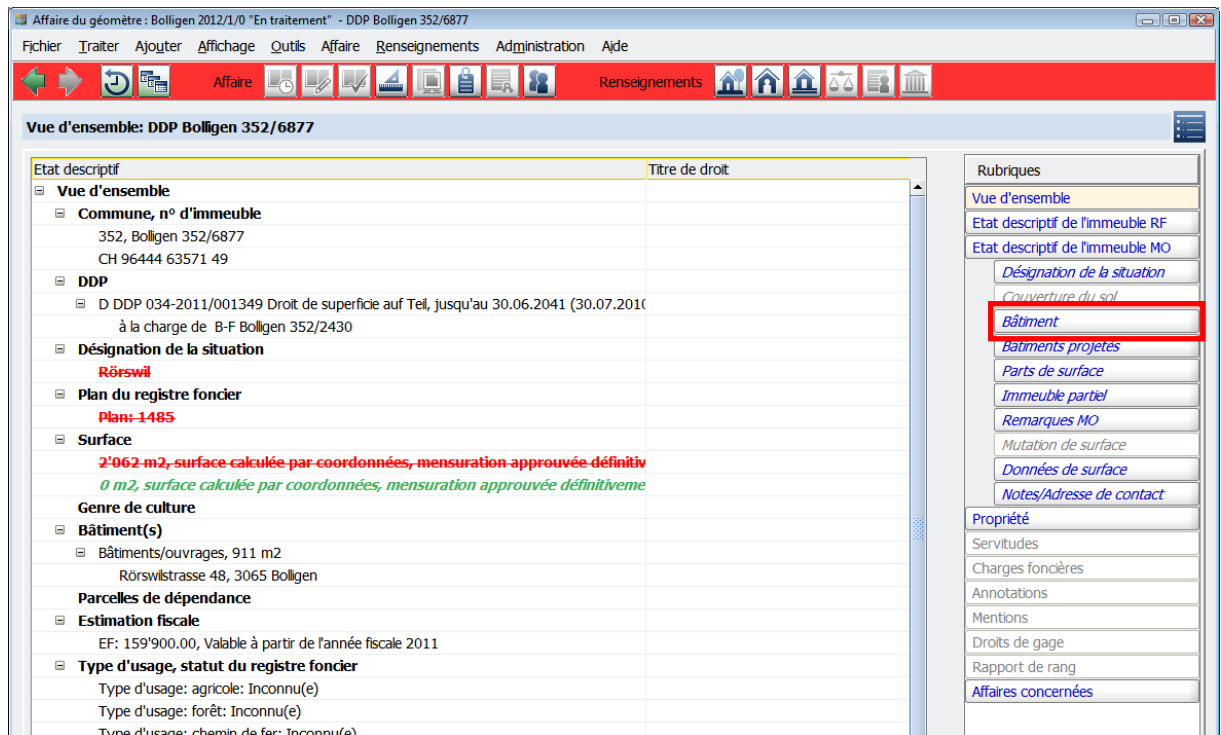 Affaire du géomètre : Bolligen 2012/1/0 "En traitement" - DDP Bolligen 352/6877
Fichier Traiter Ajouter Affichage Outils Affaire Renseignements Administration Aide
Affaire Renseignements
Vue d'ensemble: DDP Bolligen 352/6877
Etat descriptif Titre de droit
Vue d'ensemble
Commune, nº d'immeuble
352, Bolligen 352/6877
CH 96444 63571 49
DDP
D DDP 034-2011/001349 Droit de superficie auf Teil, jusqu'au 30.06.2041 (30.07.2010
à la charge de B-F Bolligen 352/2430
Désignation de la situation
Rörswil
Plan du registre foncier
Plan: 1485
Surface
2'062 m2, surface calculée par coordonnées, mensuration approuvée définitiv
0 m2, surface calculée par coordonnées, mensuration approuvée définitiveme
Genre de culture
Bâtiment(s)
Bâtiments/ouvrages, 911 m2
Rörswilstrasse 48, 3065 Bolligen
Parcelles de dépendance
Estimation fiscale
EF: 159'900.00, Valable à partir de l'année fiscale 2011
Type d'usage, statut du registre foncier
Type d'usage: agricole: Inconnu(e)
Type d'usage: forêt: Inconnu(e)
Type d'usage: chemin de fer: Inconnu(e)
Rubriques
Vue d'ensemble
Etat descriptif de l'immeuble RF
Etat descriptif de l'immeuble MO
Désignation de la situation
Couverture du sol
Bâtiment
Bâtiments projetés
Parts de surface
Immeuble partiel
Remarques MO
Mutation de surface
Données de surface
Notes/Adresse de contact
Propriété
Servitudes
Charges foncières
Annotations
Mentions
Droits de gage
Rapport de rang
Affaires concernées